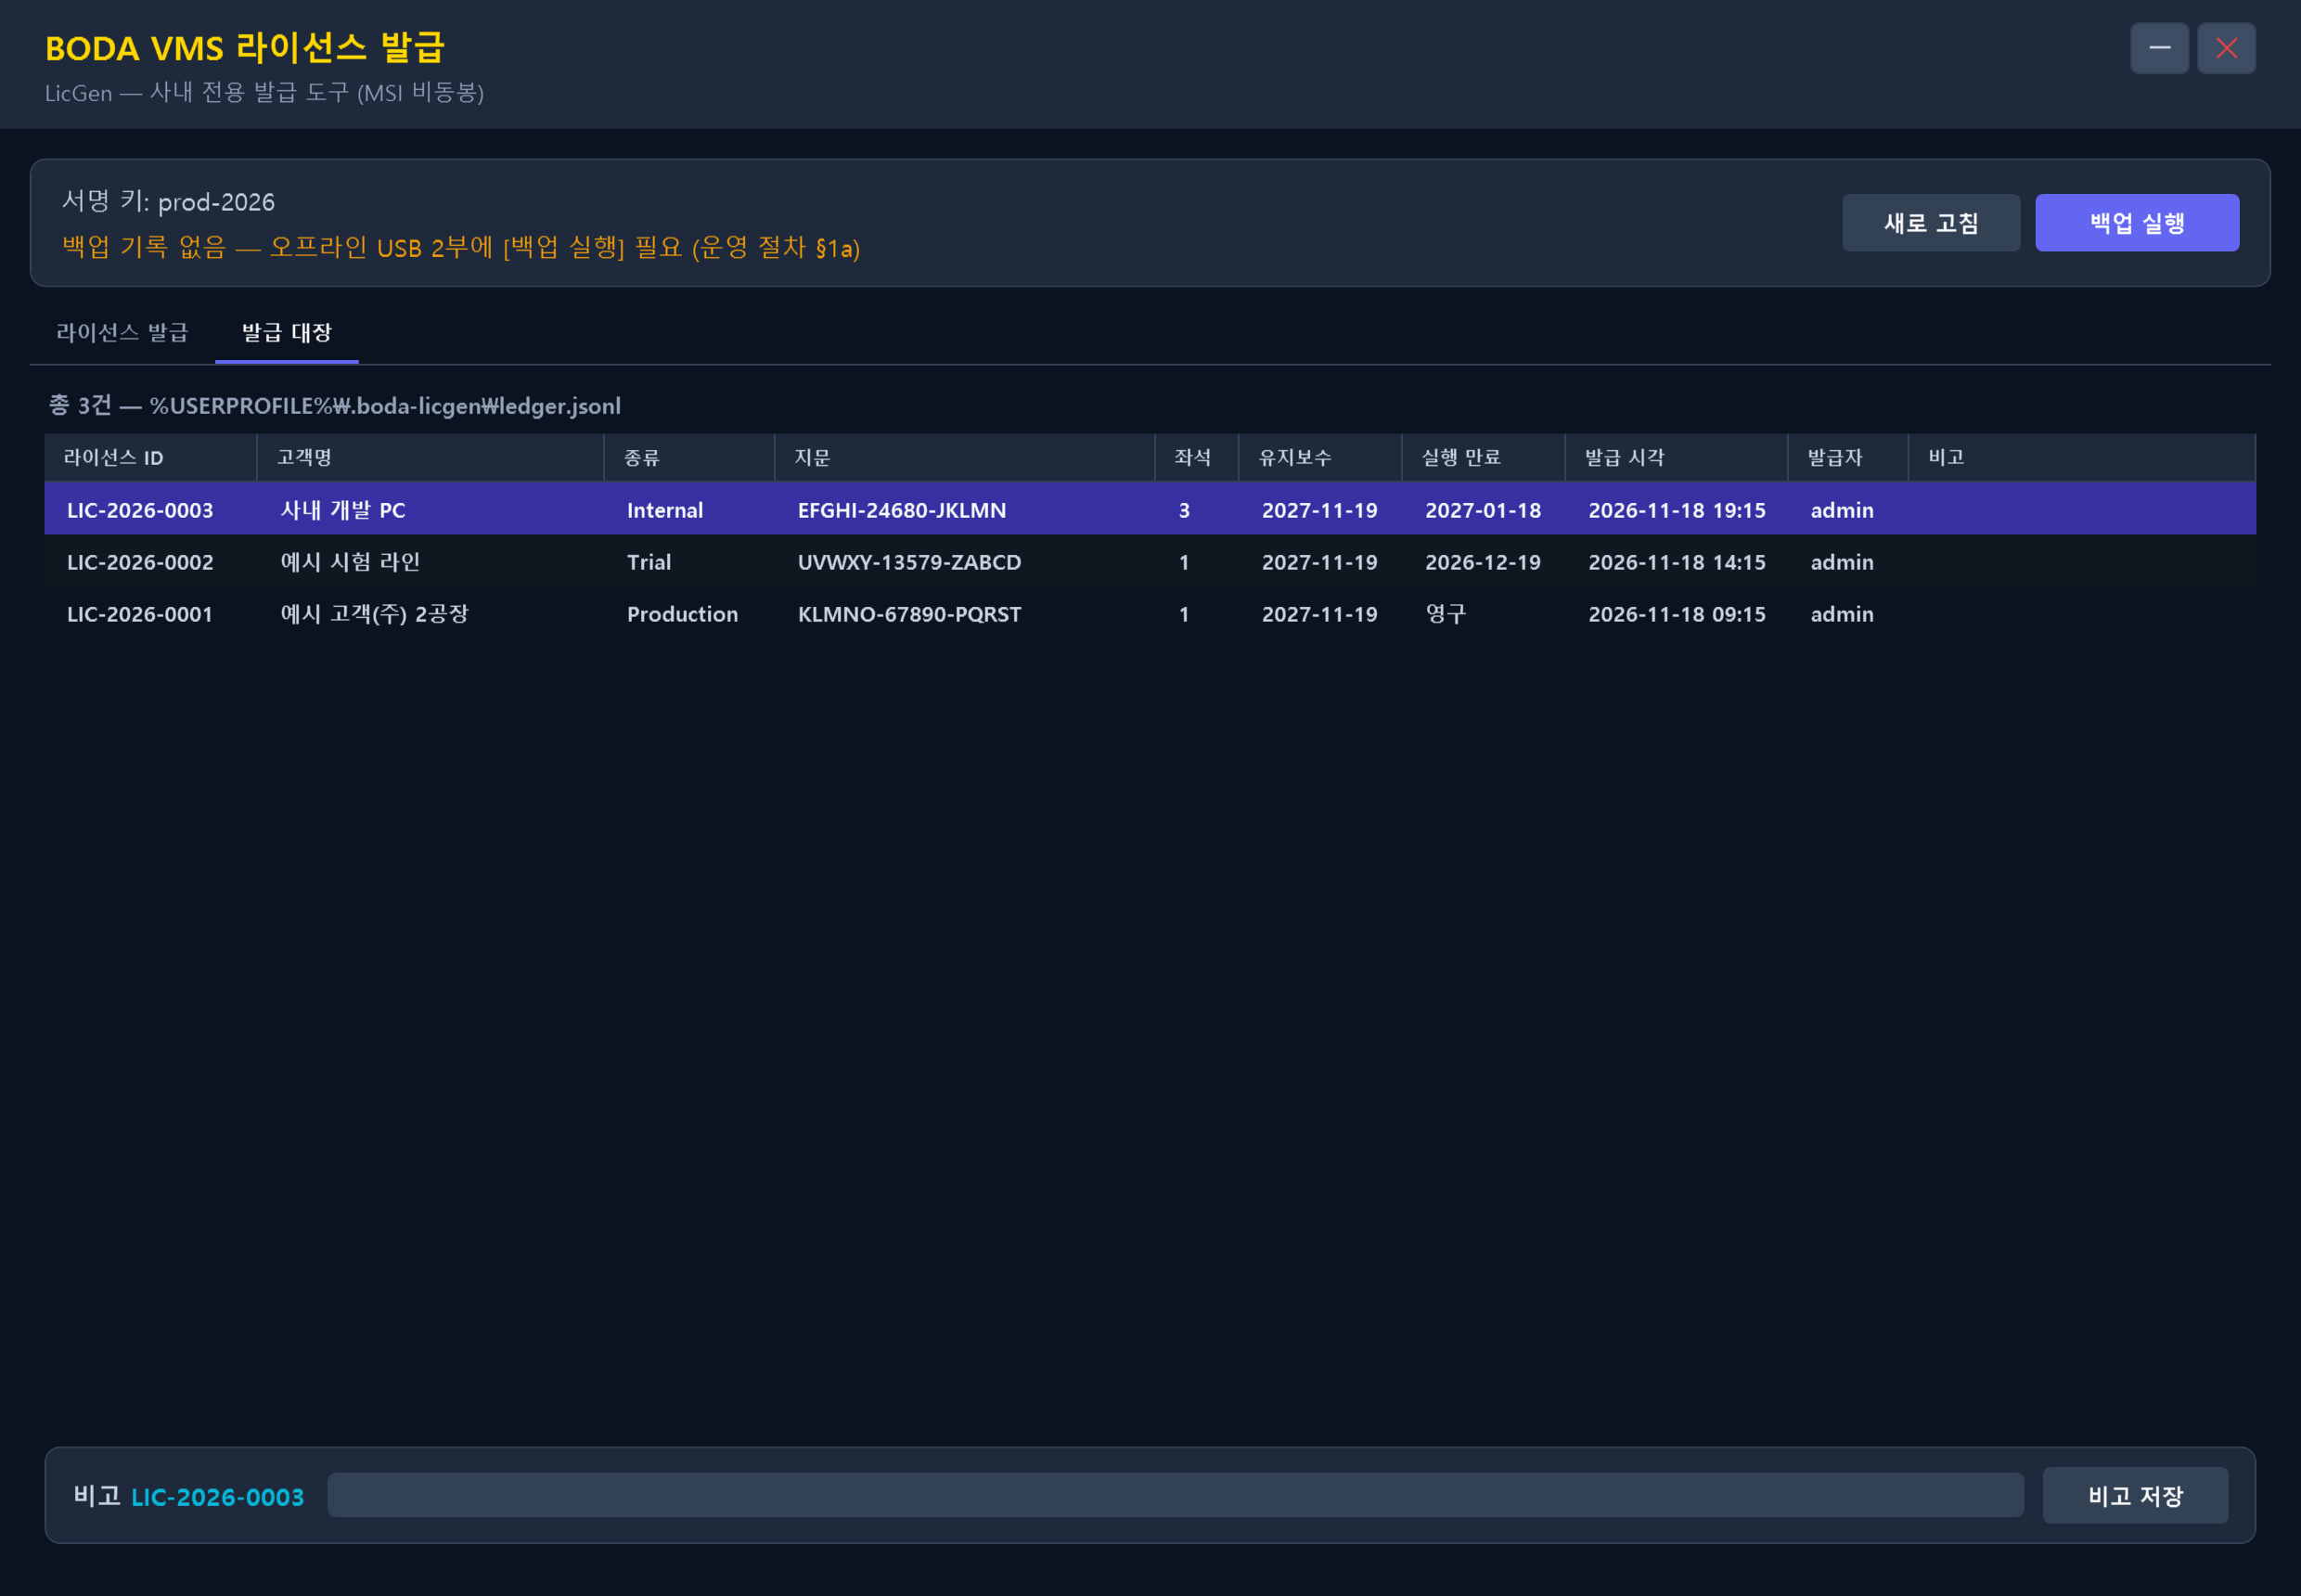 BODA VMS 라이선스 발급
LicGen — 사내 전용 발급 도구 (MSI 비동봉)
서명 키: prod-2026
백업 기록 없음 — 오프라인 USB 2부에 [백업 실행] 필요 (운영 절차 §1a)
새로 고침 백업 실행
라이선스 발급 발급 대장
총 3건 — %USERPROFILE%₩.boda-licgen₩ledger.jsonl
라이선스 ID 고객명 종류 지문 좌석 유지보수 실행 만료 발급 시각 발급자 비고
LIC-2026-0003 사내 개발 PC Internal EFGHI-24680-JKLMN 3 2027-11-19 2027-01-18 2026-11-18 19:15 admin
LIC-2026-0002 예시 시험 라인 Trial UVWXY-13579-ZABCD 1 2027-11-19 2026-12-19 2026-11-18 14:15 admin
LIC-2026-0001 예시 고객(주) 2공장 Production KLMNO-67890-PQRST 1 2027-11-19 영구 2026-11-18 09:15 admin
비고 LIC-2026-0003 비고 저장